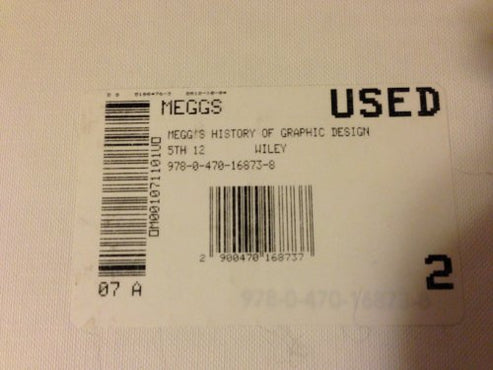 MEGGS
USED
MEGG'S HISTORY OF GRAPHIC DESIGN
5TH 12 WILEY
978-0-470-16873-8
M001071101U
2 900470 168737
07 A
2
978-0-470-16873-8